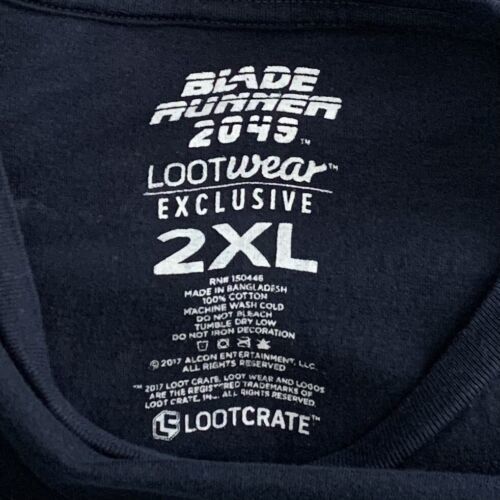 BLADE
RUNNER
2049™
LOOTwear™
EXCLUSIVE
2XL
RN# 150446
MADE IN BANGLADESH
100% COTTON
MACHINE WASH COLD
DO NOT BLEACH
TUMBLE DRY LOW
DO NOT IRON DECORATION
© 2017 ALCON ENTERTAINMENT, LLC.
ALL RIGHTS RESERVED
™ 2017 LOOT CRATE, LOOT WEAR AND LOGOS
ARE THE REGISTERED TRADEMARKS OF
LOOT CRATE, INC. ALL RIGHTS RESERVED
LOOTCRATE™